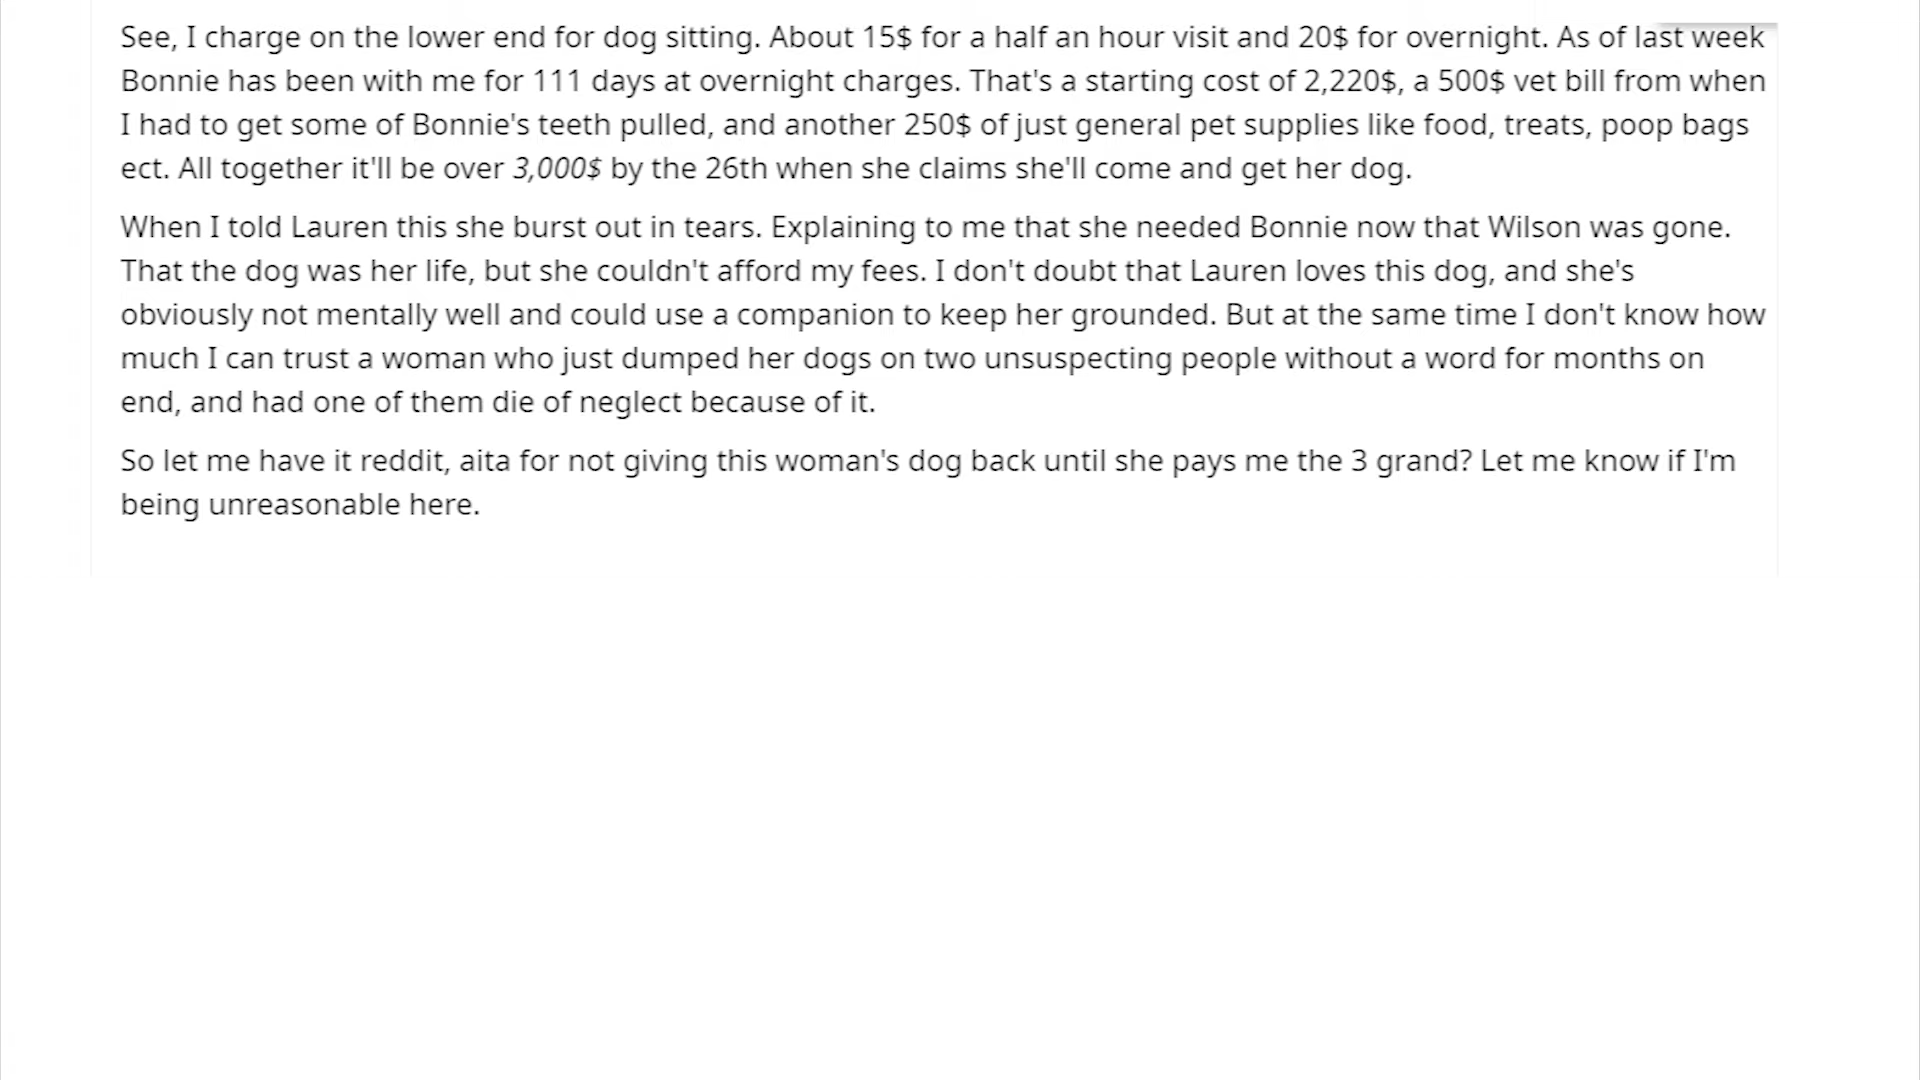 See, I charge on the lower end for dog sitting. About 15$ for a half an hour visit and 20$ for overnight. As of last week
Bonnie has been with me for 111 days at overnight charges. That's a starting cost of 2,220$, a 500$ vet bill from when
I had to get some of Bonnie's teeth pulled, and another 250$ of just general pet supplies like food, treats, poop bags
ect. All together it'll be over 3,000$ by the 26th when she claims she'll come and get her dog.
When I told Lauren this she burst out in tears. Explaining to me that she needed Bonnie now that Wilson was gone.
That the dog was her life, but she couldn't afford my fees. I don't doubt that Lauren loves this dog, and she's
obviously not mentally well and could use a companion to keep her grounded. But at the same time I don't know how
much I can trust a woman who just dumped her dogs on two unsuspecting people without a word for months on
end, and had one of them die of neglect because of it.
So let me have it reddit, aita for not giving this woman's dog back until she pays me the 3 grand? Let me know if I'm
being unreasonable here.